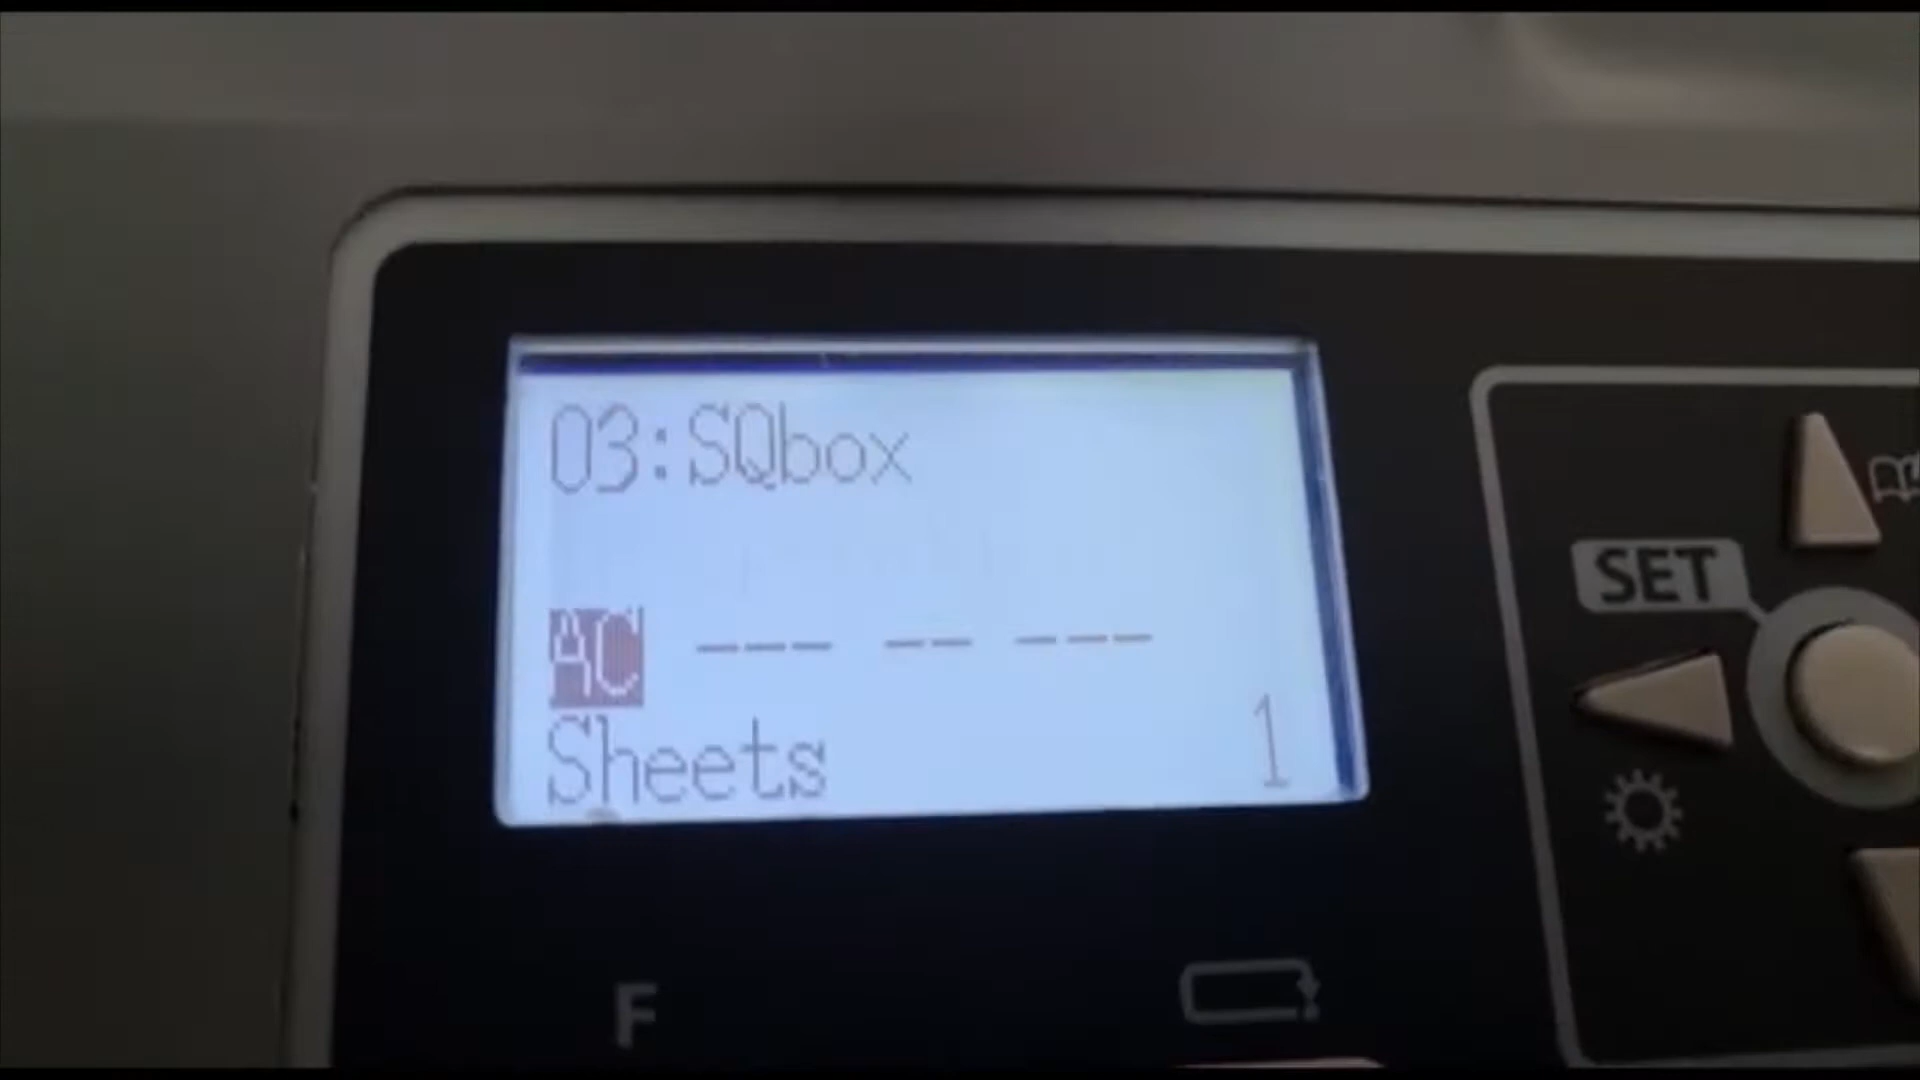 03:SQbox
AC --- -- ---
Sheets 1
SET
F